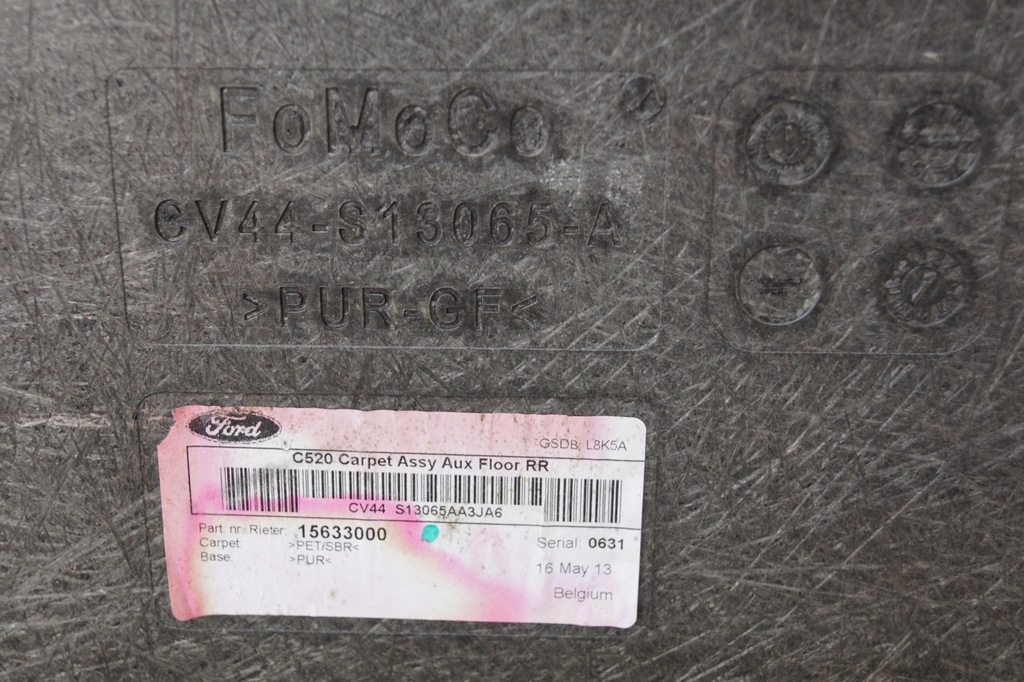 FoMoCo
CV44-S13065-A
>PUR-GF<
Ford
GSDB: L8K5A
C520 Carpet Assy Aux Floor RR
CV44 S13065AA3JA6
Part. nr. Rieter: 15633000
Carpet: >PET/SBR<
Base: >PUR<
Serial: 0631
16 May 13
Belgium